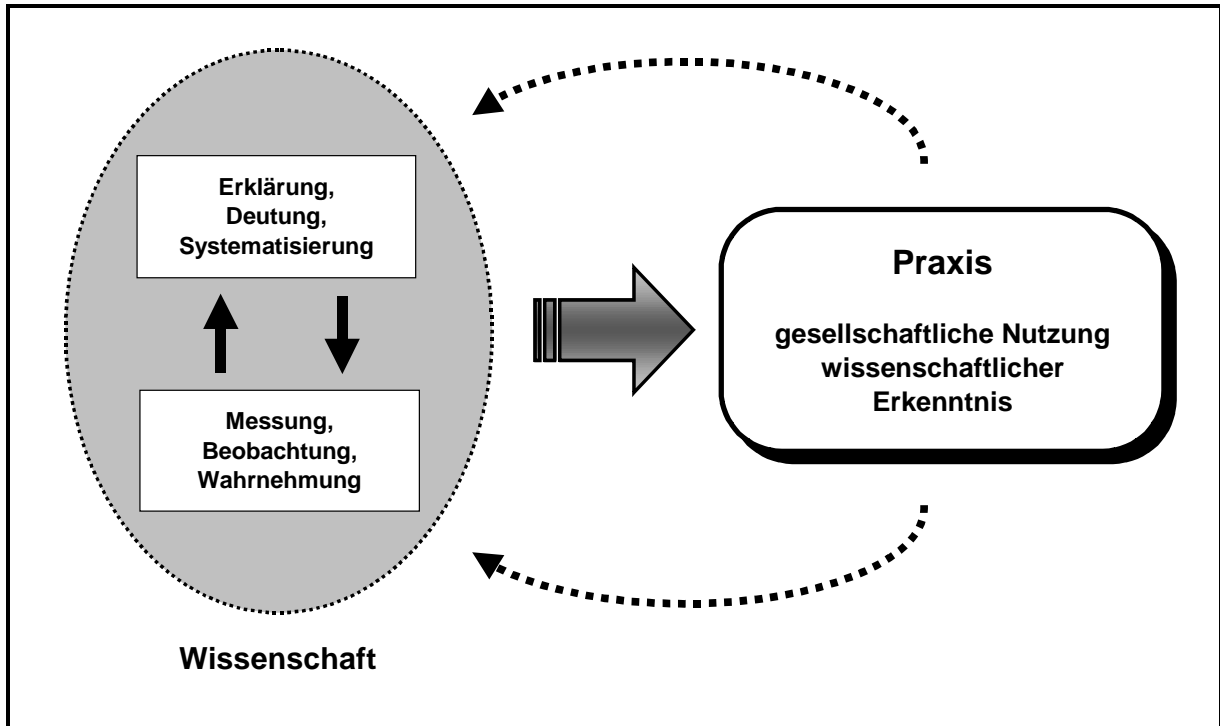 Erklärung,
Deutung,
Systematisierung
Messung,
Beobachtung,
Wahrnehmung
Wissenschaft
Praxis
gesellschaftliche Nutzung
wissenschaftlicher
Erkenntnis